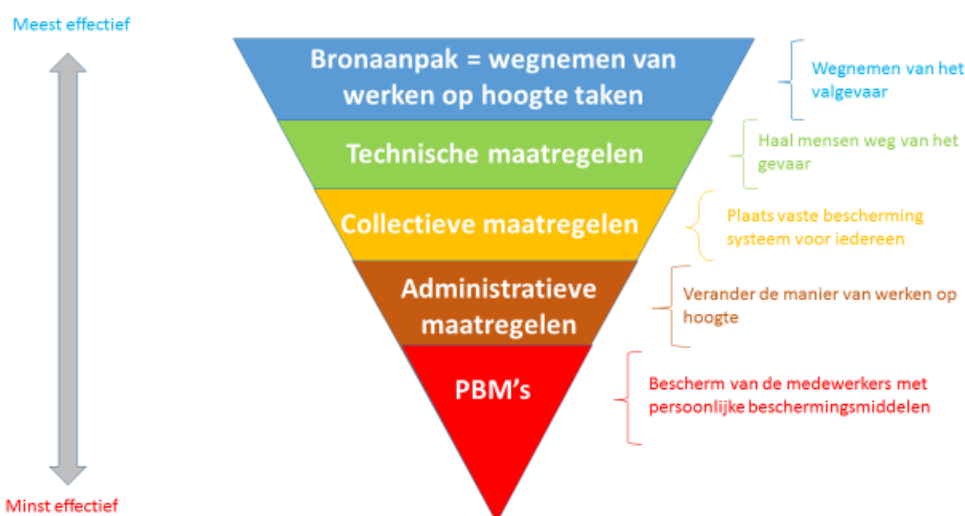 Meest effectief
Bronaanpak = wegnemen van
werken op hoogte taken
Wegnemen van het
valgevaar
Technische maatregelen
Haal mensen weg van het
gevaar
Collectieve maatregelen
Plaats vaste bescherming
systeem voor iedereen
Administratieve
maatregelen
Verander de manier van werken op
hoogte
PBM's
Bescherm van de medewerkers met
persoonlijke beschermingsmiddelen
Minst effectief